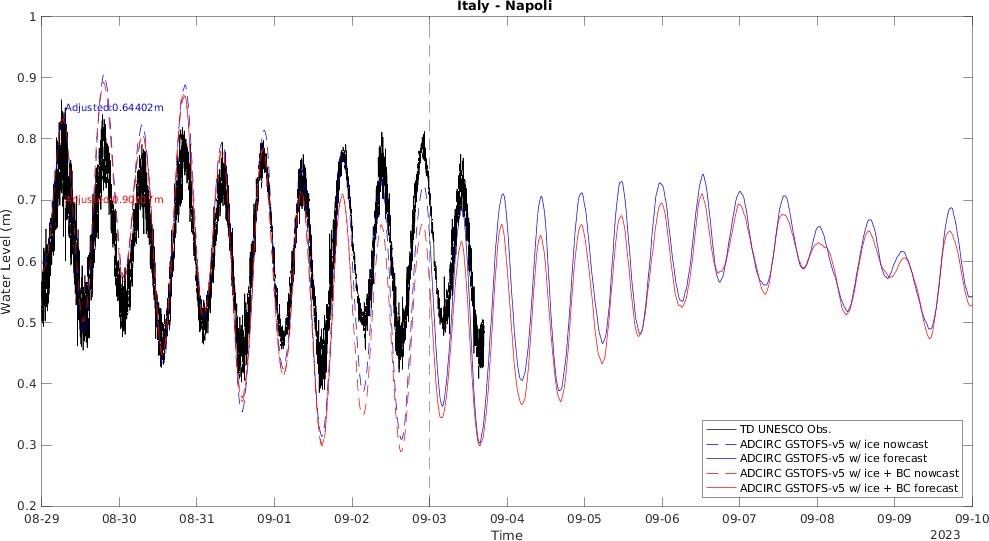 Italy - Napoli
Water Level (m)
1
0.9
0.8
0.7
0.6
0.5
0.4
0.3
0.2
Adjusted:0.64402m
TD UNESCO Obs.
ADCIRC GSTOFS-v5 w/ ice nowcast
ADCIRC GSTOFS-v5 w/ ice forecast
ADCIRC GSTOFS-v5 w/ ice + BC nowcast
ADCIRC GSTOFS-v5 w/ ice + BC forecast
08-29 08-30 08-31 09-01 09-02 09-03 09-04 09-05 09-06 09-07 09-08 09-09 09-10
Time
2023